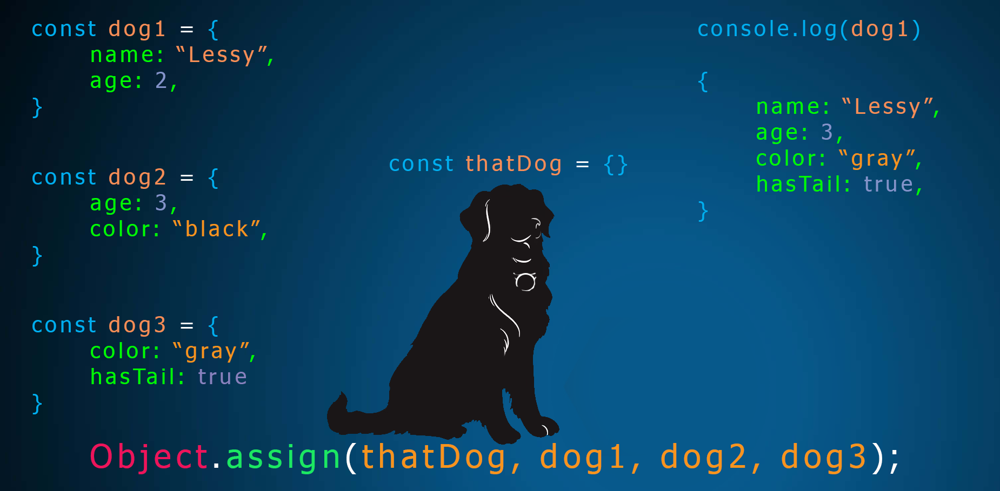 const dog1 = {
name: “Lessy”,
age: 2,
}
const dog2 = {
age: 3,
color: “black”,
}
const dog3 = {
color: “gray”,
hasTail: true
}
const thatDog = {}
console.log(dog1)
{
name: “Lessy”,
age: 3,
color: “gray”,
hasTail: true,
}
Object.assign(thatDog, dog1, dog2, dog3);